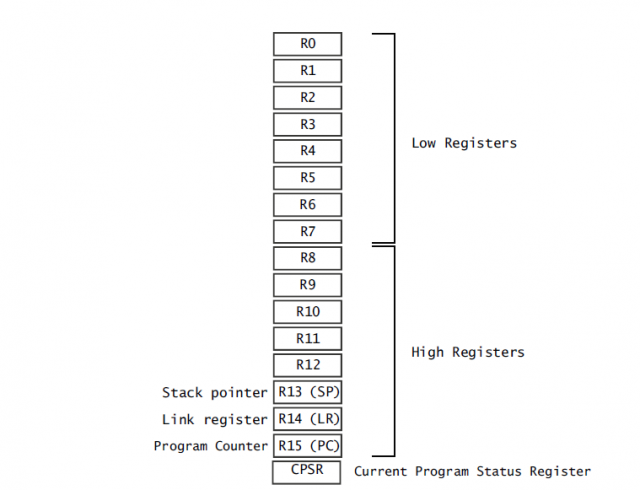 R0
R1
R2
R3
R4
Low Registers
R5
R6
R7
R8
R9
R10
R11
High Registers
R12
Stack pointer R13 (SP)
Link register R14 (LR)
Program Counter R15 (PC)
CPSR Current Program Status Register